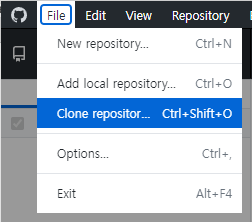 File Edit View Repository
New repository... Ctrl+N
Add local repository... Ctrl+O
Clone repositor... Ctrl+Shift+O
Options... Ctrl+,
Exit Alt+F4